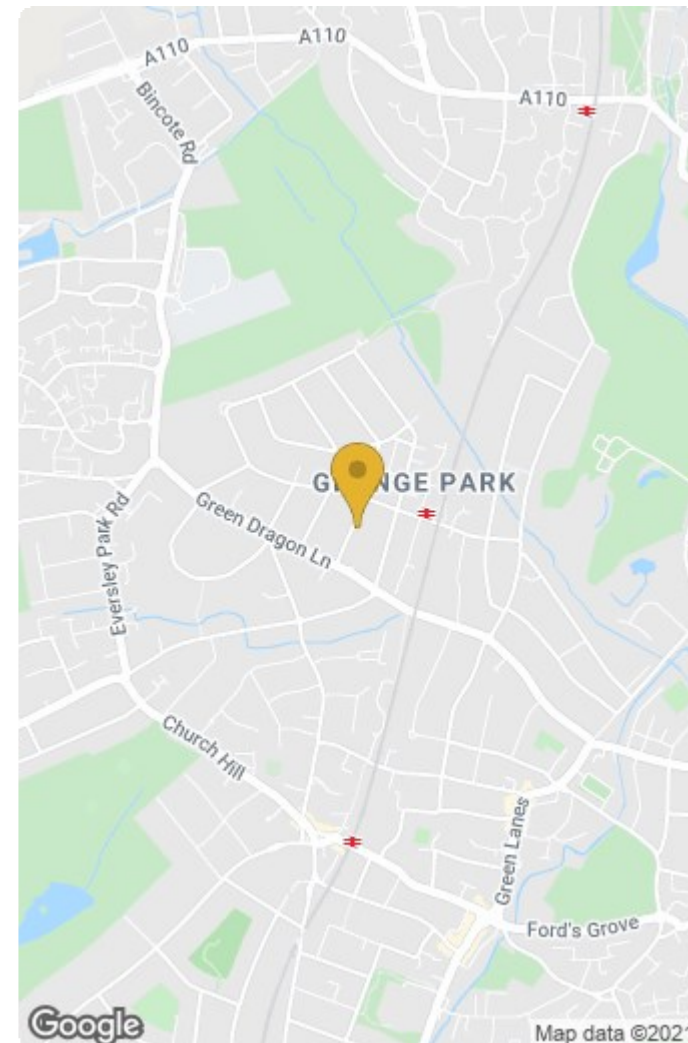 A110
A110
A110
Bincote Rd
GRANGE PARK
Green Dragon Ln
Eversley Park Rd
Church Hill
Green Lanes
Ford's Grove
Google
Map data ©2021